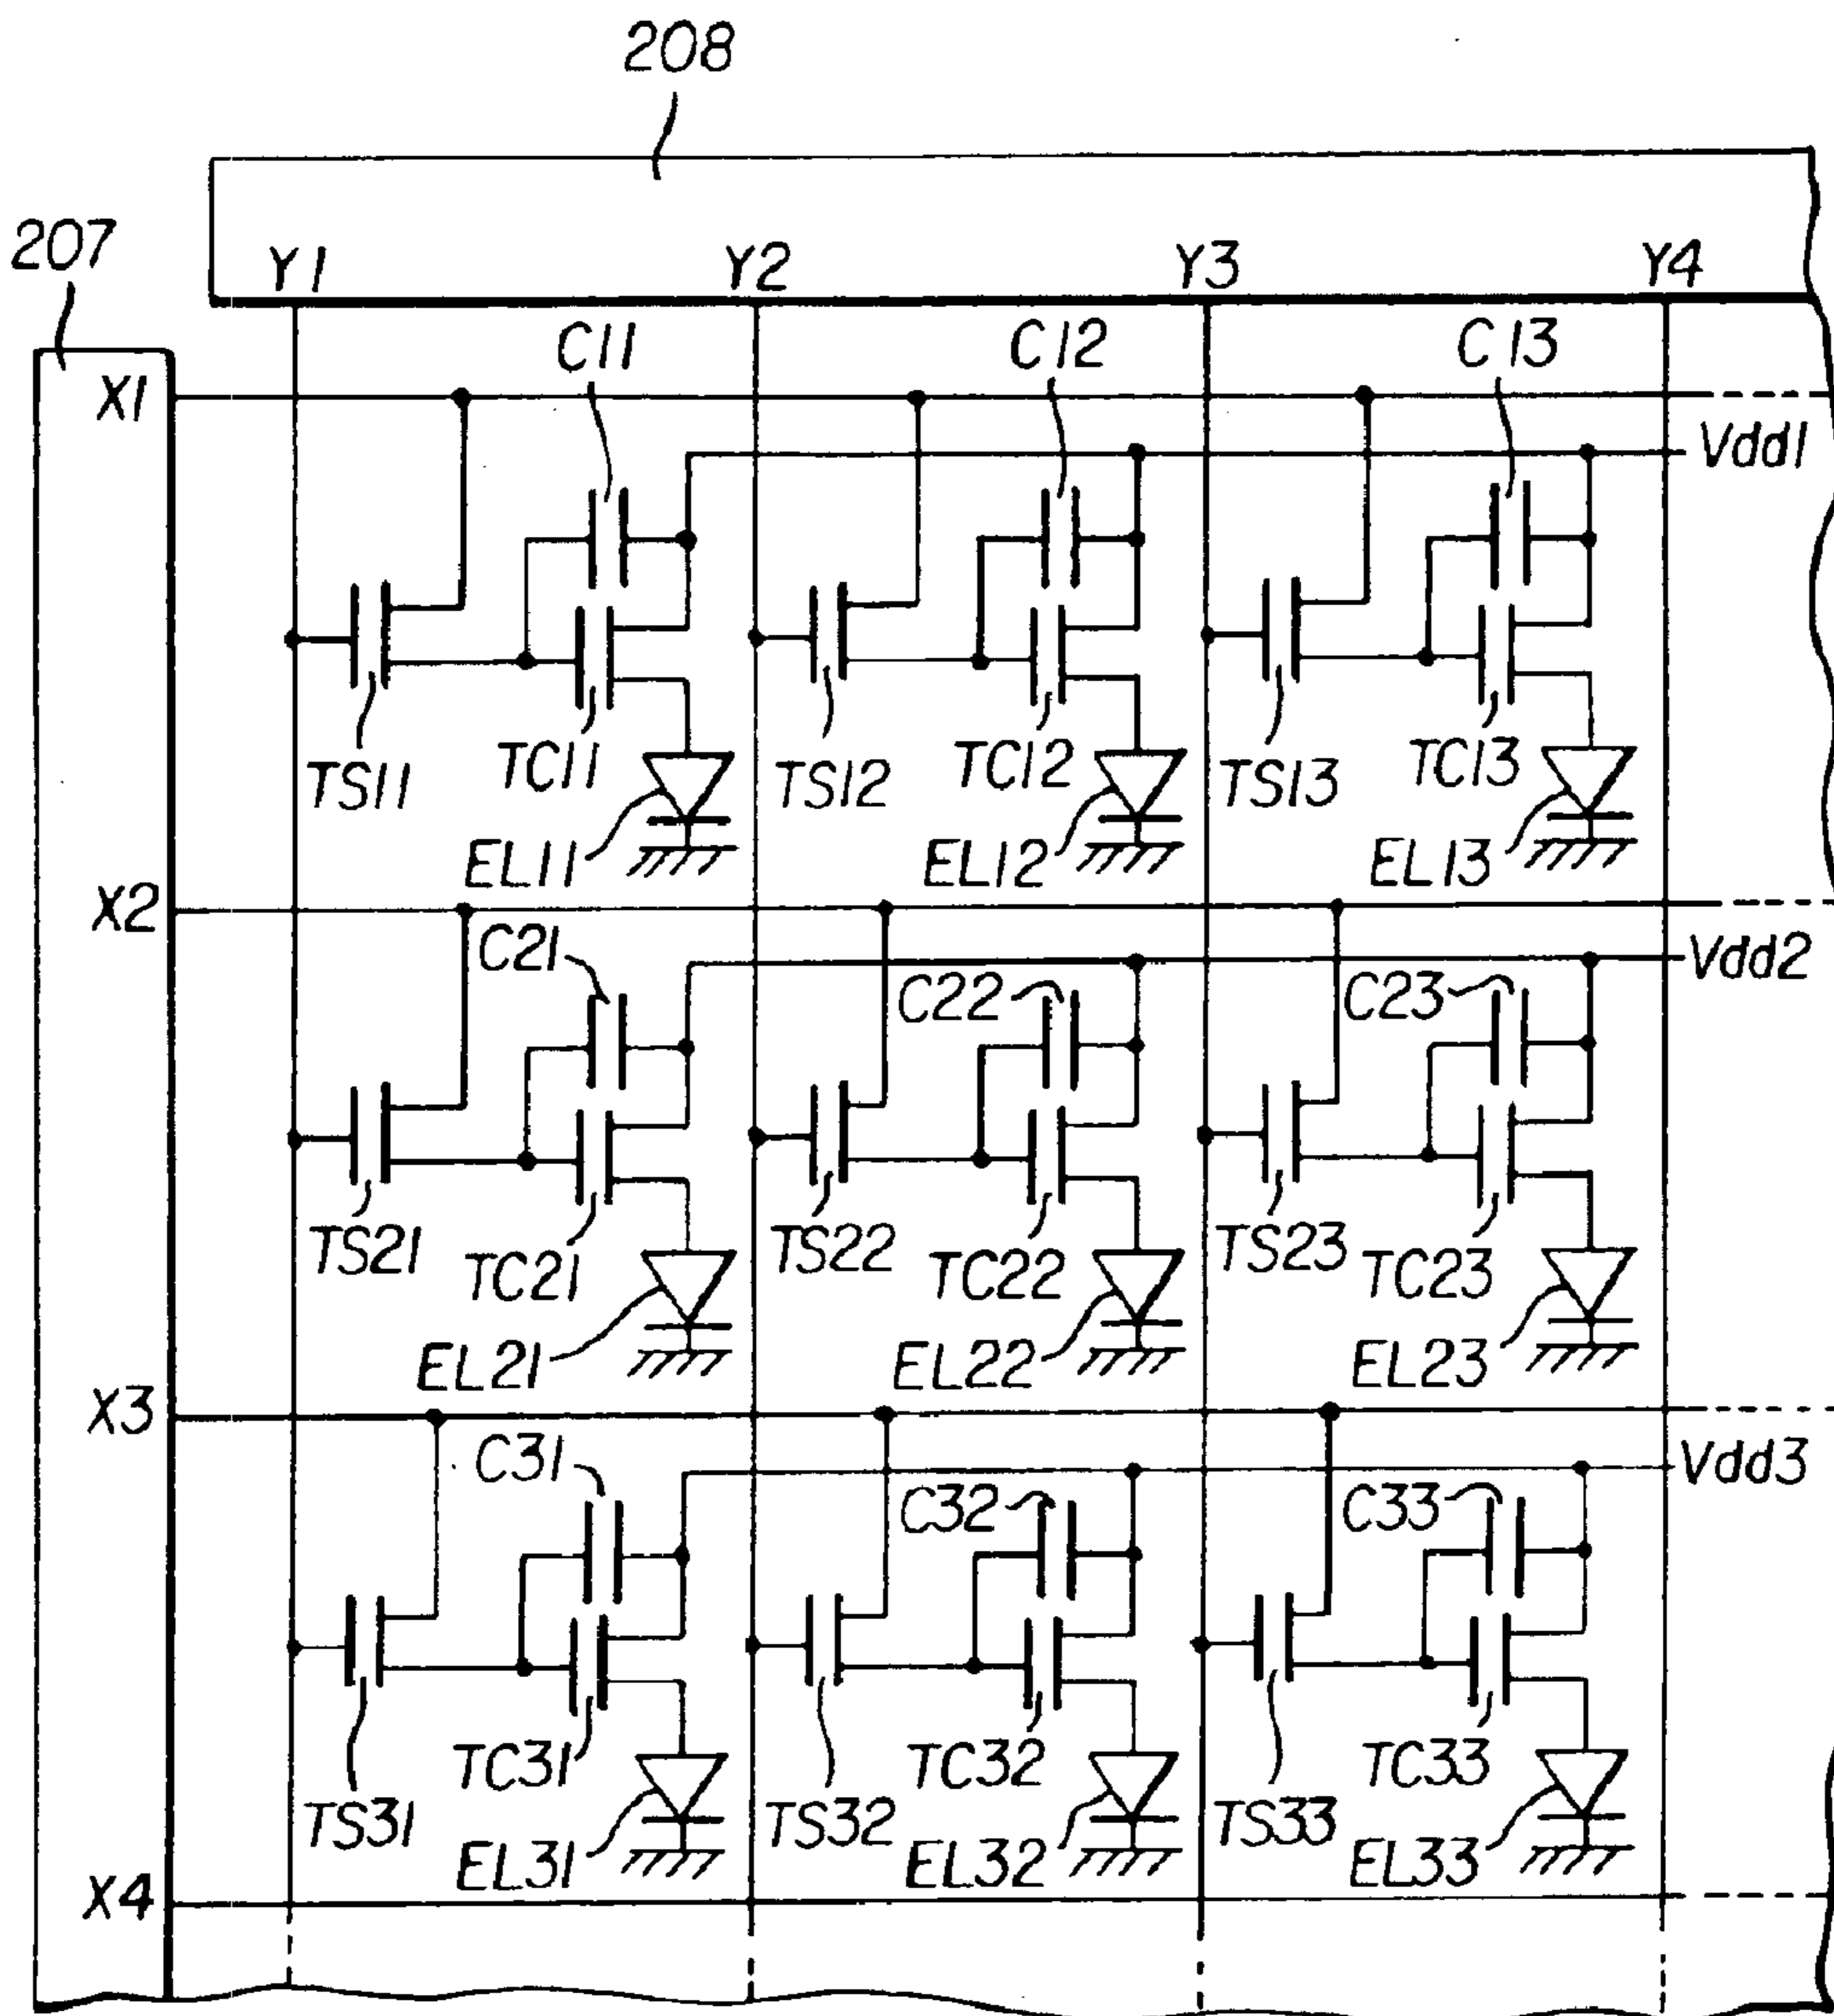 208
207
Y1 Y2 Y3 Y4
C11 C12 C13
X1
Vdd1
TS11 TC11 TS12 TC12 TS13 TC13
EL11 EL12 EL13
X2
C21 Vdd2
C22 C23
TS21 TC21 TS22 TC22 TS23 TC23
EL21 EL22 EL23
X3
C31 Vdd3
C32 C33
TC31 TC32 TC33
TS31 TS32 TS33
EL31 EL32 EL33
X4